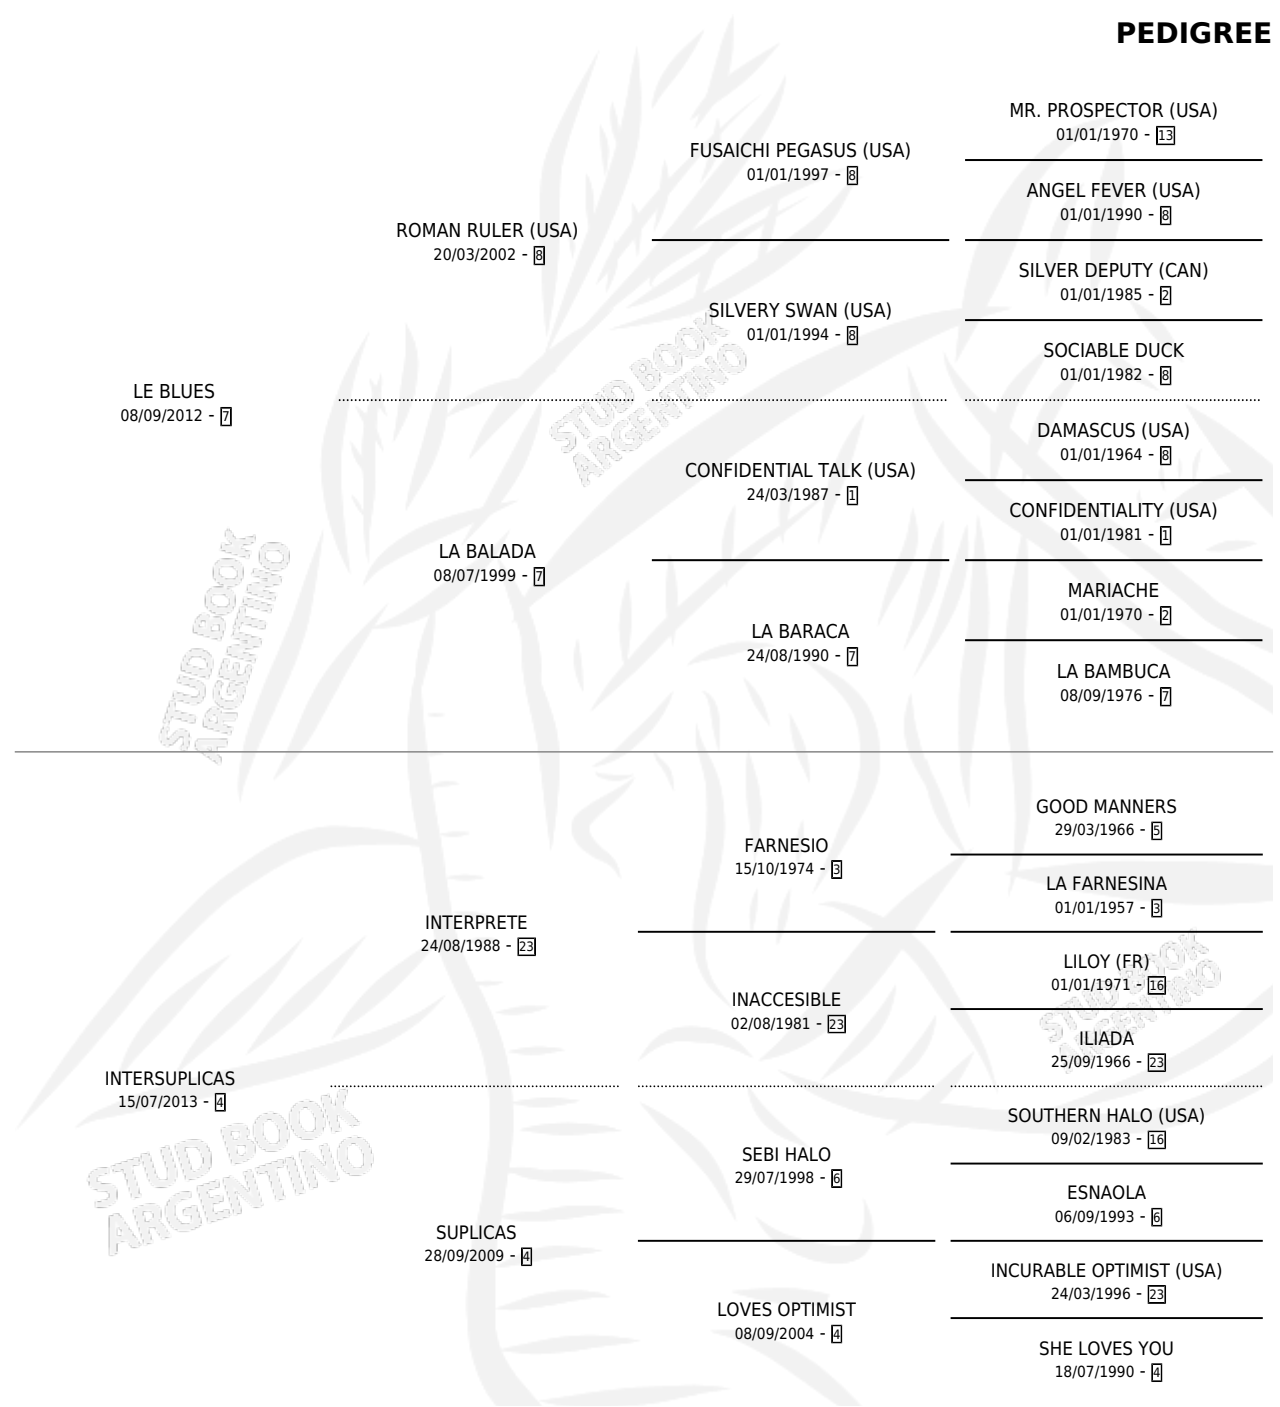 PEDIGREE
MR. PROSPECTOR (USA)
01/01/1970 - 13
FUSAICHI PEGASUS (USA)
01/01/1997 - 8
ANGEL FEVER (USA)
01/01/1990 - 8
ROMAN RULER (USA)
20/03/2002 - 8
SILVER DEPUTY (CAN)
01/01/1985 - 2
SILVERY SWAN (USA)
01/01/1994 - 8
SOCIABLE DUCK
01/01/1982 - 8
LE BLUES
08/09/2012 - 7
STUD BOOK
ARGENTINO
DAMASCUS (USA)
01/01/1964 - 8
CONFIDENTIAL TALK (USA)
24/03/1987 - 1
CONFIDENTIALITY (USA)
01/01/1981 - 1
LA BALADA
08/07/1999 - 7
MARIACHE
01/01/1970 - 2
LA BARACA
24/08/1990 - 7
LA BAMBUCA
08/09/1976 - 7
STUD BOOK
ARGENTINO
GOOD MANNERS
29/03/1966 - 5
FARNESIO
15/10/1974 - 3
LA FARNESINA
01/01/1957 - 3
INTERPRETE
24/08/1988 - 23
LILOY (FR)
01/01/1971 - 16
INACCESIBLE
02/08/1981 - 23
ILIADA
25/09/1966 - 23
STUD BOOK
ARGENTINO
INTERSUPLICAS
15/07/2013 - 4
SOUTHERN HALO (USA)
09/02/1983 - 16
SEBI HALO
29/07/1998 - 6
ESNAOLA
06/09/1993 - 6
STUD BOOK
ARGENTINO
SUPLICAS
28/09/2009 - 4
INCURABLE OPTIMIST (USA)
24/03/1996 - 23
LOVES OPTIMIST
08/09/2004 - 4
SHE LOVES YOU
18/07/1990 - 4